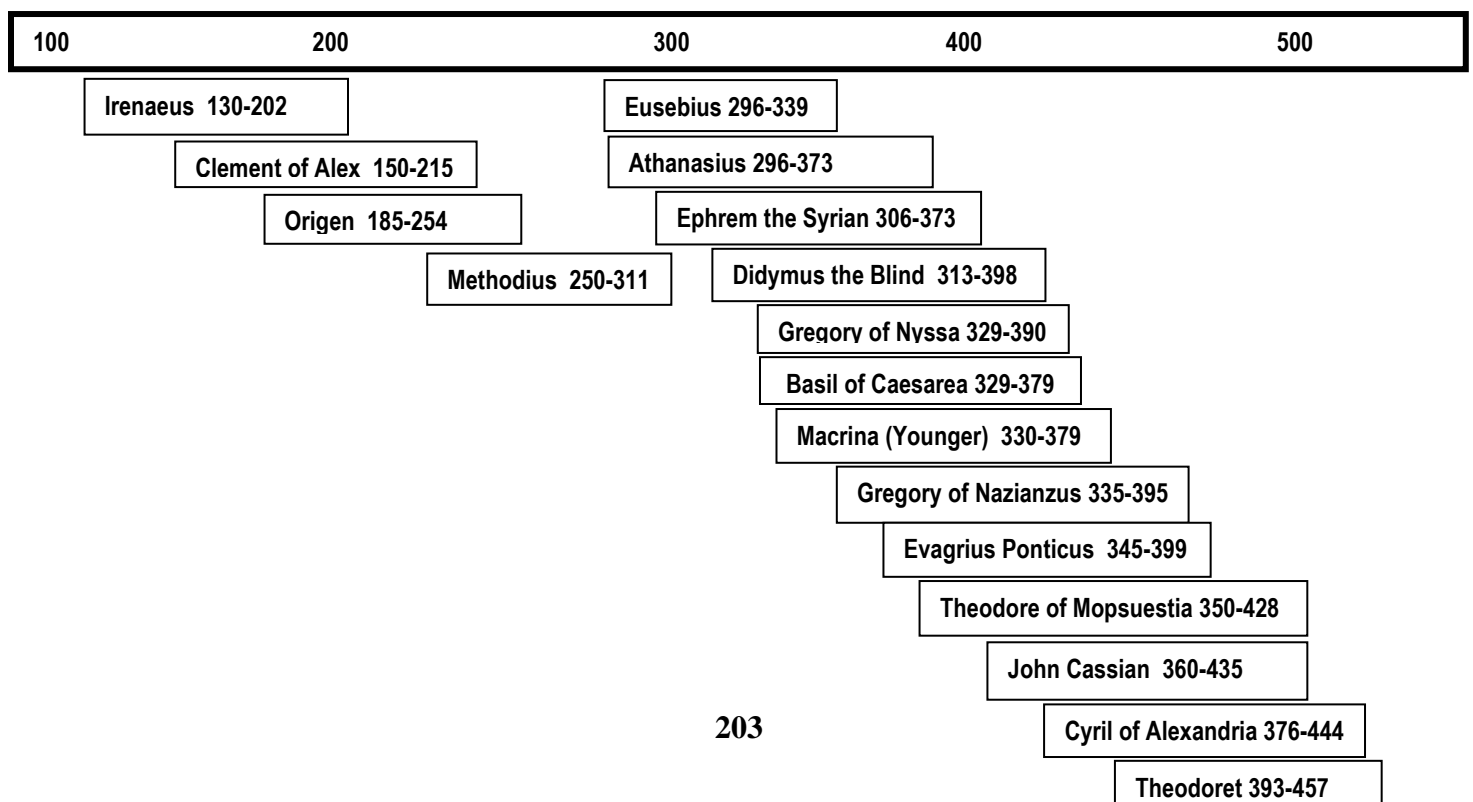 100 200 300 400 500
Irenaeus 130-202
Eusebius 296-339
Clement of Alex 150-215
Athanasius 296-373
Origen 185-254
Ephrem the Syrian 306-373
Methodius 250-311
Didymus the Blind 313-398
Gregory of Nyssa 329-390
Basil of Caesarea 329-379
Macrina (Younger) 330-379
Gregory of Nazianzus 335-395
Evagrius Ponticus 345-399
Theodore of Mopsuestia 350-428
John Cassian 360-435
203
Cyril of Alexandria 376-444
Theodoret 393-457